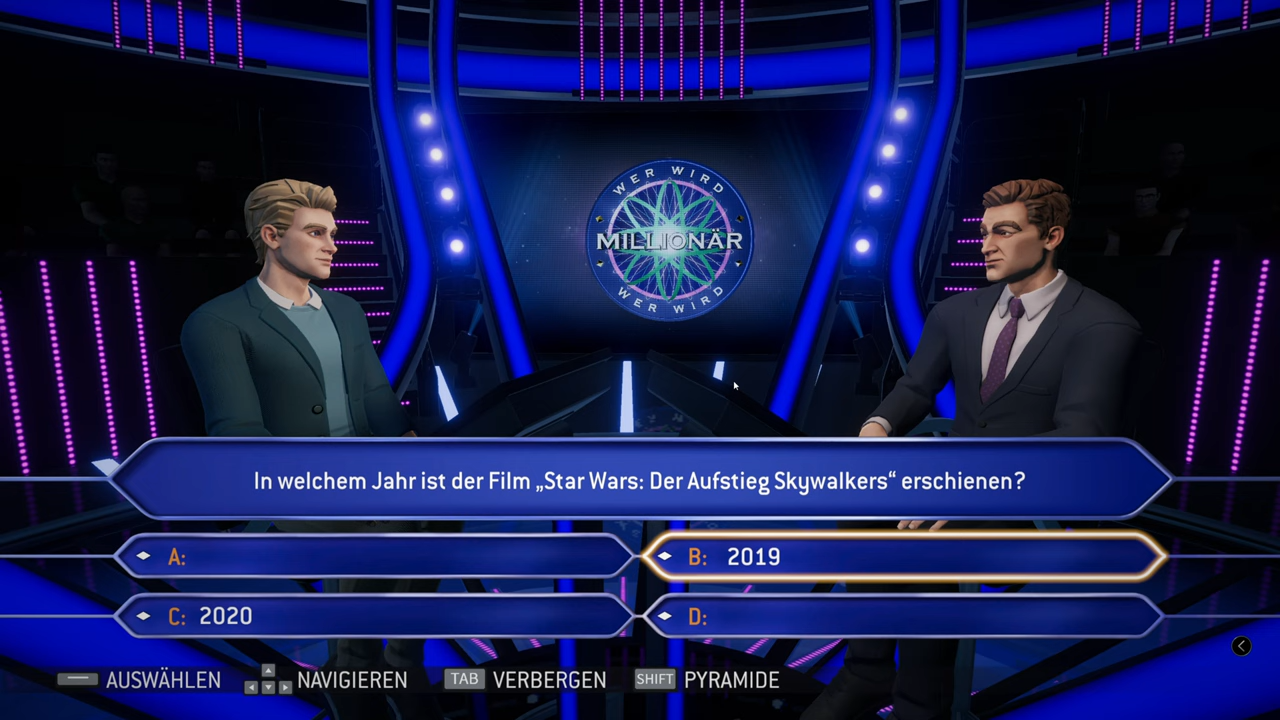 WER WIRD
MILLIONÄR
WER WIRD
In welchem Jahr ist der Film „Star Wars: Der Aufstieg Skywalkers“ erschienen?
A:
B: 2019
C: 2020
D:
AUSWÄHLEN NAVIGIEREN TAB VERBERGEN SHIFT PYRAMIDE